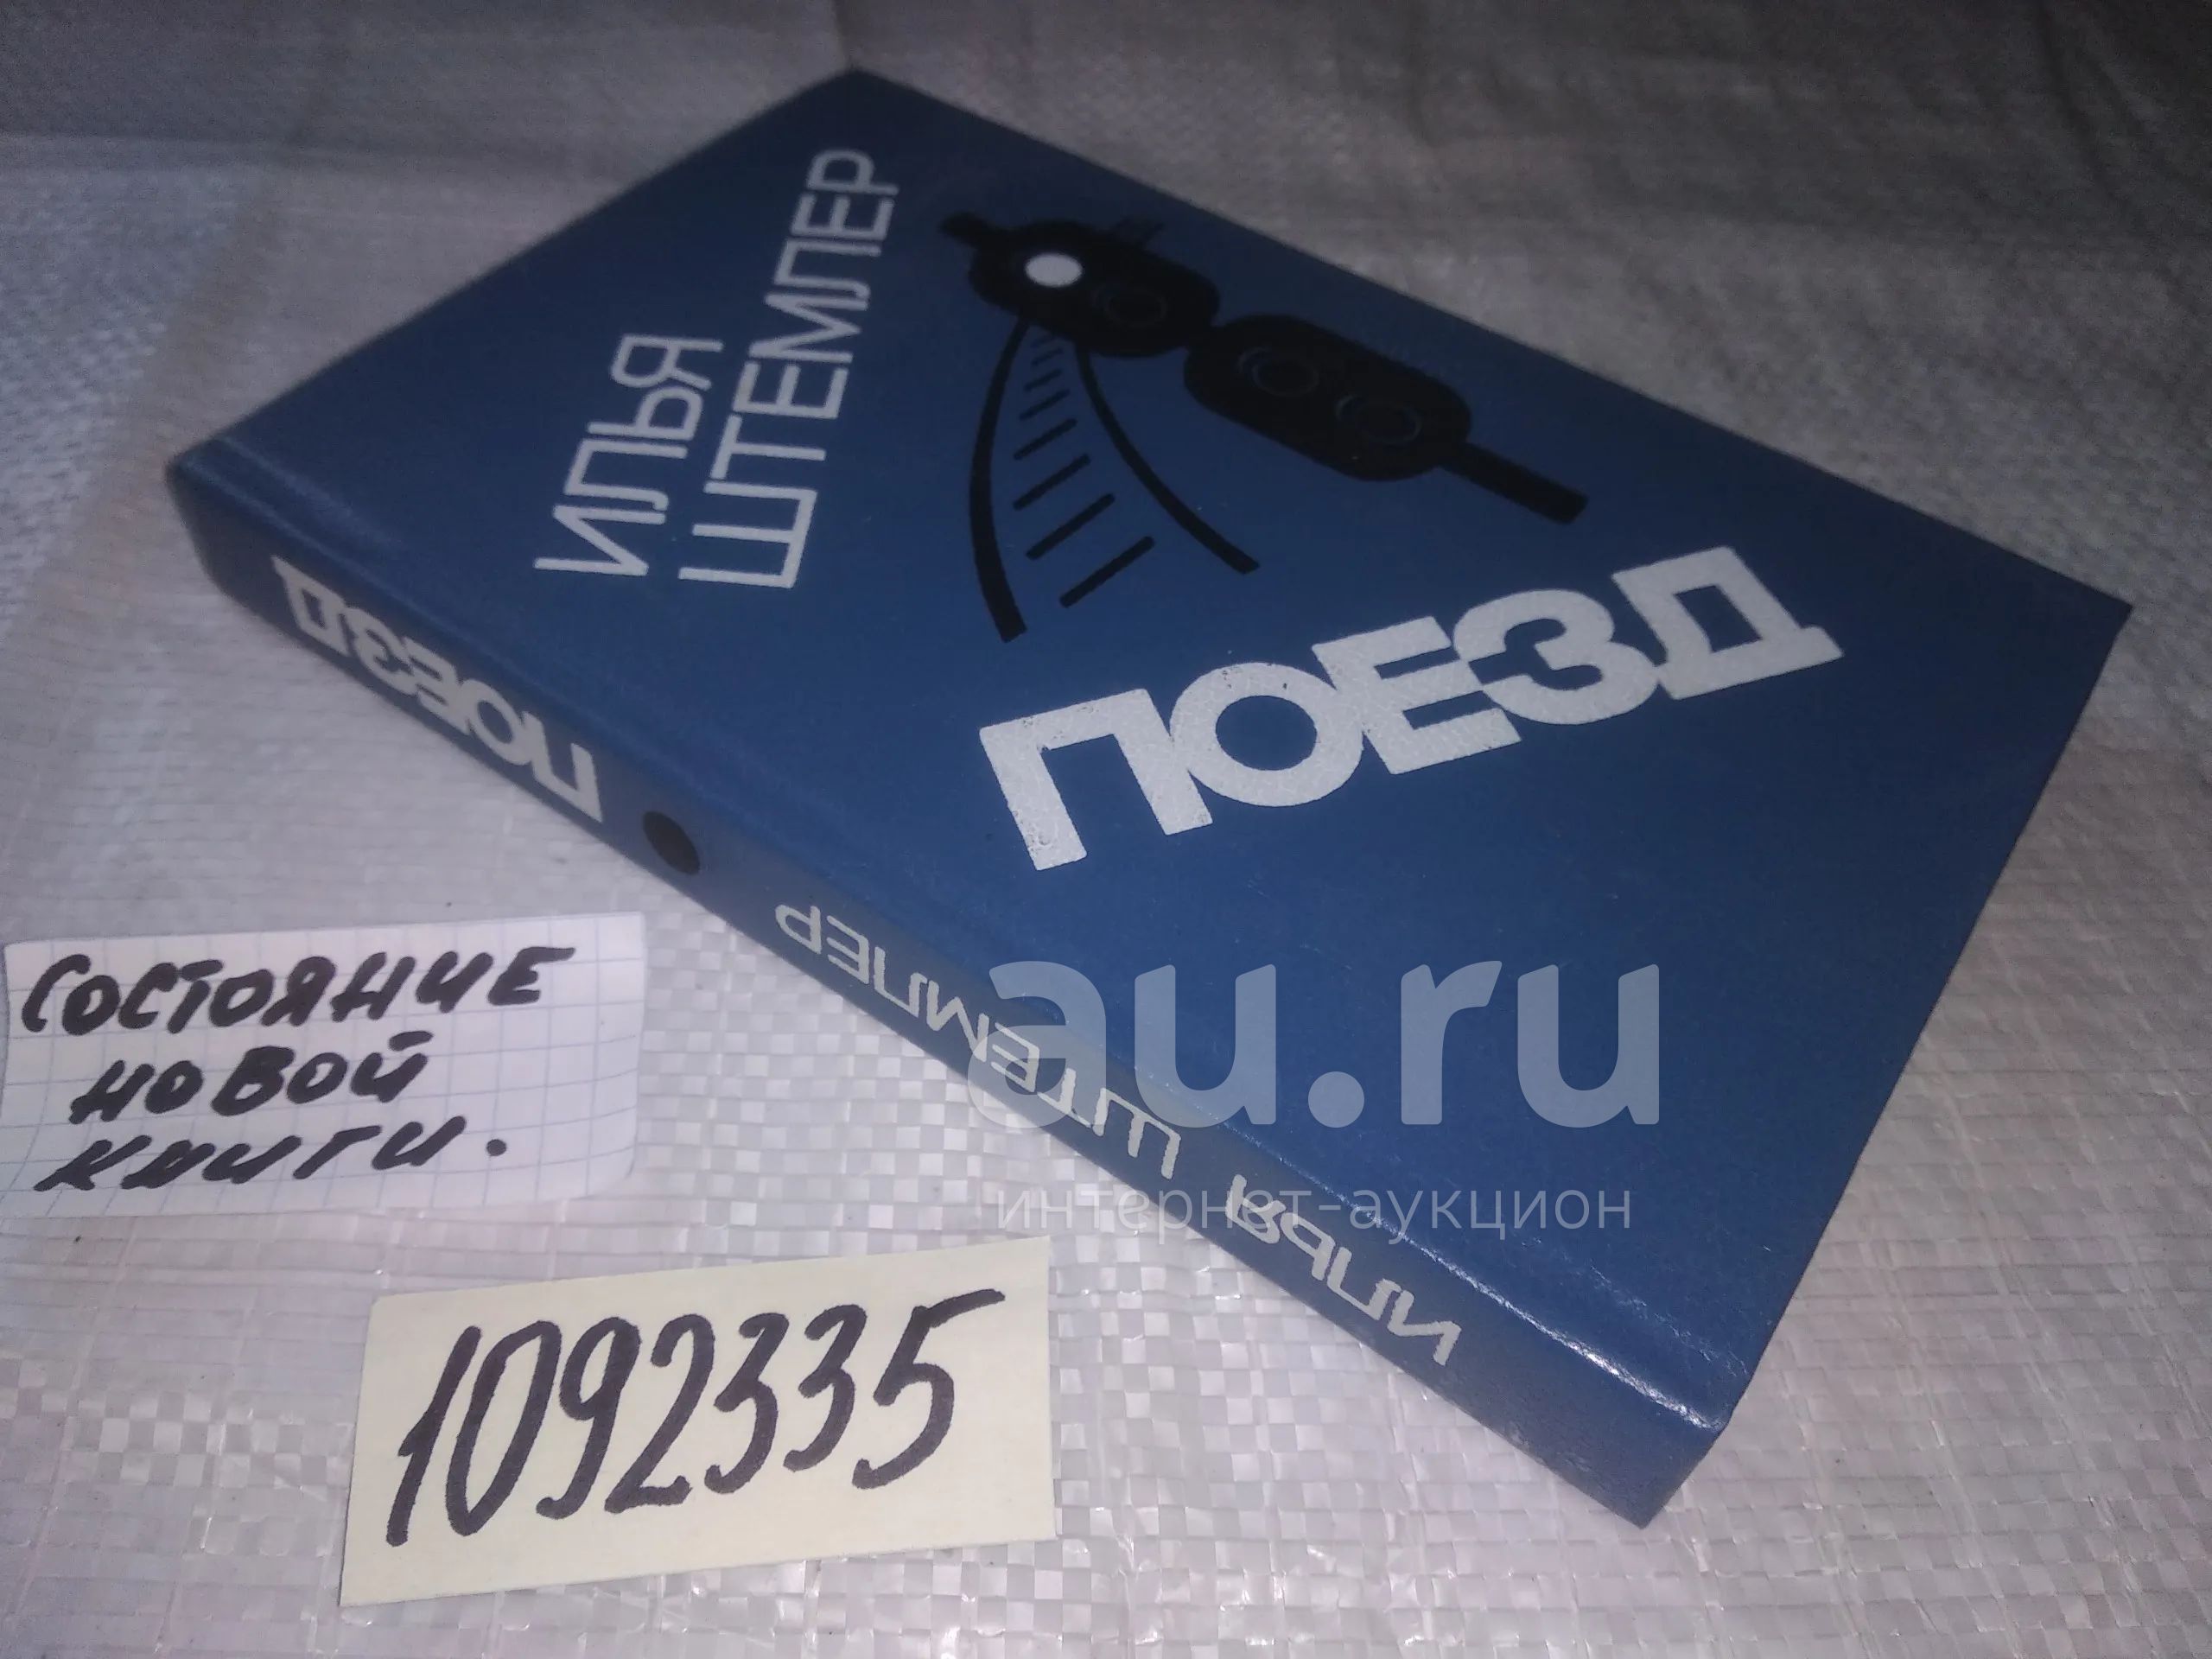 ИЛЬЯ
ШТЕМЛЕР
ПОЕЗД
ИЛЬЯ ШТЕМЛЕР ПОЕЗД
au.ru
интернет-аукцион
СОСТОЯНИЕ
НОВОЙ
КНИГИ.
1092335